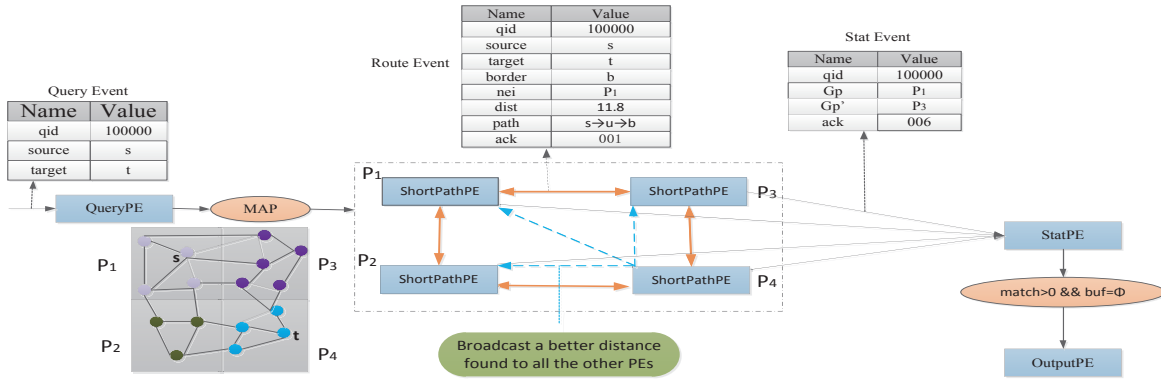 Query Event
Name Value
qid 100000
source s
target t
Route Event
Name Value
qid 100000
source s
target t
border b
nei P1
dist 11.8
path s→u→b
ack 001
Stat Event
Name Value
qid 100000
Gp P1
Gp' P3
ack 006
QueryPE
MAP
P1
ShortPathPE
ShortPathPE
P3
P2
ShortPathPE
ShortPathPE
P4
StatPE
match>0 && buf=Φ
OutputPE
Broadcast a better distance
found to all the other PEs
P1
s
P3
P2
t
P4